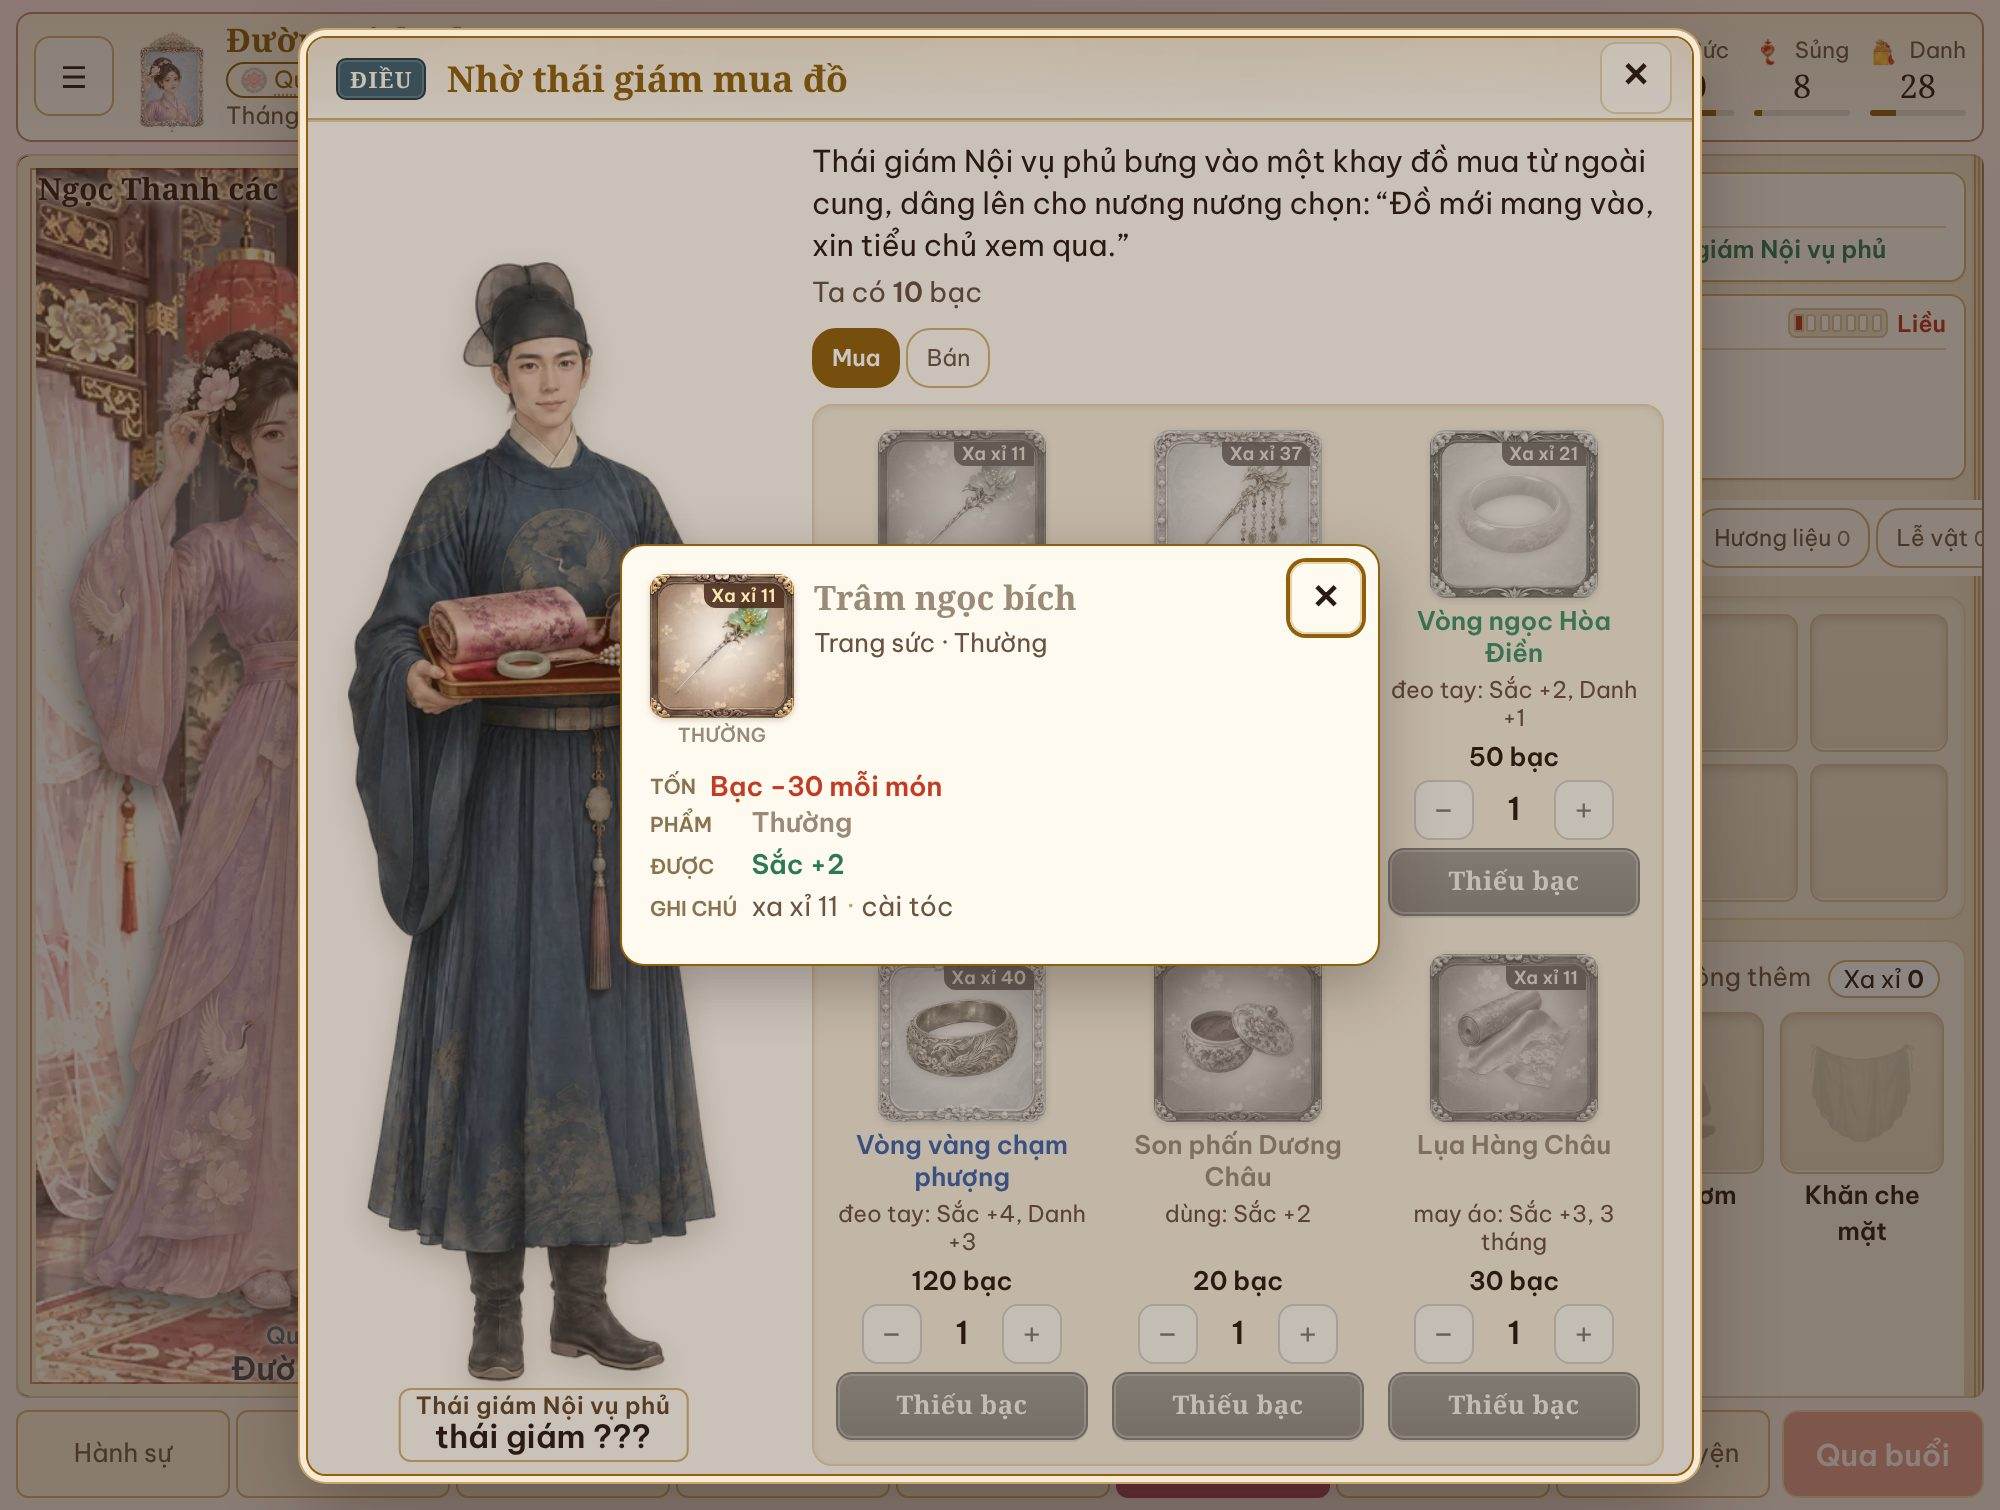 Tháng
Sủng
Danh
8
28
Ngọc Thanh các
ĐIỀU
Nhờ thái giám mua đồ
Thái giám Nội vụ phủ bưng vào một khay đồ mua từ ngoài
cung, dâng lên cho nương nương chọn: “Đồ mới mang vào,
xin tiểu chủ xem qua.”
Ta có 10 bạc
Mua
Bán
Xa xỉ 11
Xa xỉ 37
Xa xỉ 21
Vòng ngọc Hòa
Điền
đeo tay: Sắc +2, Danh
+1
50 bạc
− 1 +
Thiếu bạc
Xa xỉ 11
Trâm ngọc bích
Trang sức · Thường
THƯỜNG
TỐN Bạc −30 mỗi món
PHẨM Thường
ĐƯỢC Sắc +2
GHI CHÚ xa xỉ 11 · cài tóc
Xa xỉ 40
Xa xỉ 11
Vòng vàng chạm
phượng
đeo tay: Sắc +4, Danh
+3
120 bạc
− 1 +
Thiếu bạc
Son phấn Dương
Châu
dùng: Sắc +2
20 bạc
− 1 +
Thiếu bạc
Lụa Hàng Châu
may áo: Sắc +3, 3
tháng
30 bạc
− 1 +
Thiếu bạc
Thái giám Nội vụ phủ
thái giám ???
giám Nội vụ phủ
Liều
Hương liệu 0
Lễ vật
thêm
Xa xỉ 0
Khăn che
mặt
Hành sự
Qua buổi